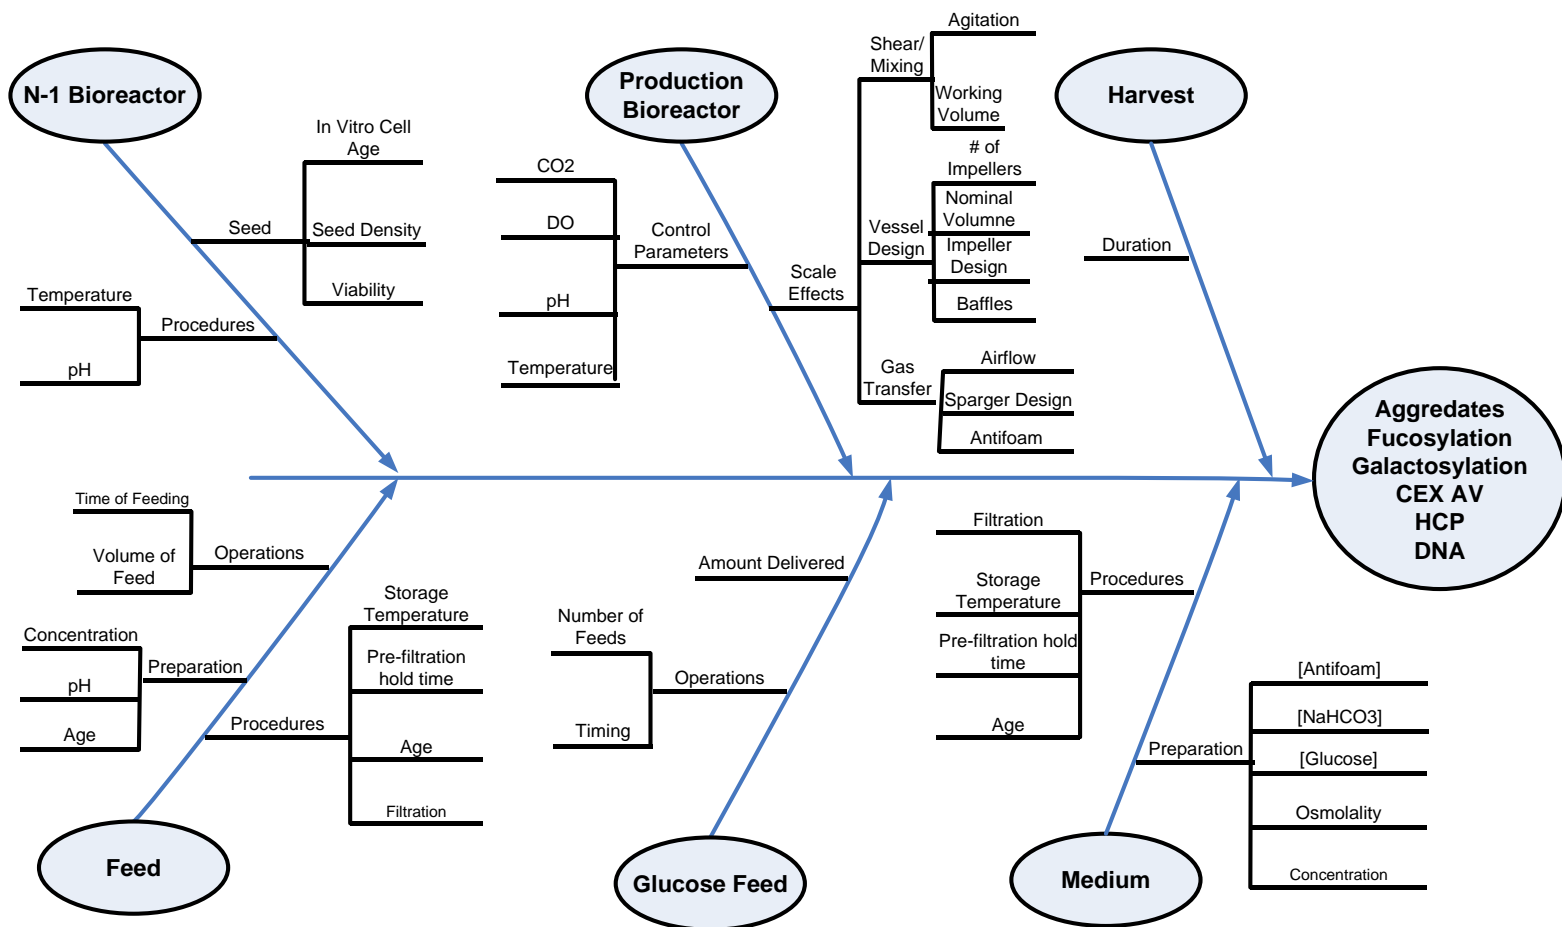 N-1 Bioreactor
In Vitro Cell
Age
Seed
Seed Density
Viability
Temperature
Procedures
pH
Production
Bioreactor
CO2
DO
Control
Parameters
pH
Temperature
Scale
Effects
Shear/
Mixing
Agitation
Working
Volume
Vessel
Design
# of
Impellers
Nominal
Volumne
Impeller
Design
Baffles
Gas
Transfer
Airflow
Sparger Design
Antifoam
Harvest
Duration
Aggredates
Fucosylation
Galactosylation
CEX AV
HCP
DNA
Time of Feeding
Operations
Volume of
Feed
Concentration
Preparation
pH
Age
Storage
Temperature
Pre-filtration
hold time
Procedures
Age
Filtration
Feed
Amount Delivered
Number of
Feeds
Operations
Timing
Glucose Feed
Filtration
Storage
Temperature
Procedures
Pre-filtration hold
time
Age
[Antifoam]
[NaHCO3]
Preparation
[Glucose]
Osmolality
Concentration
Medium